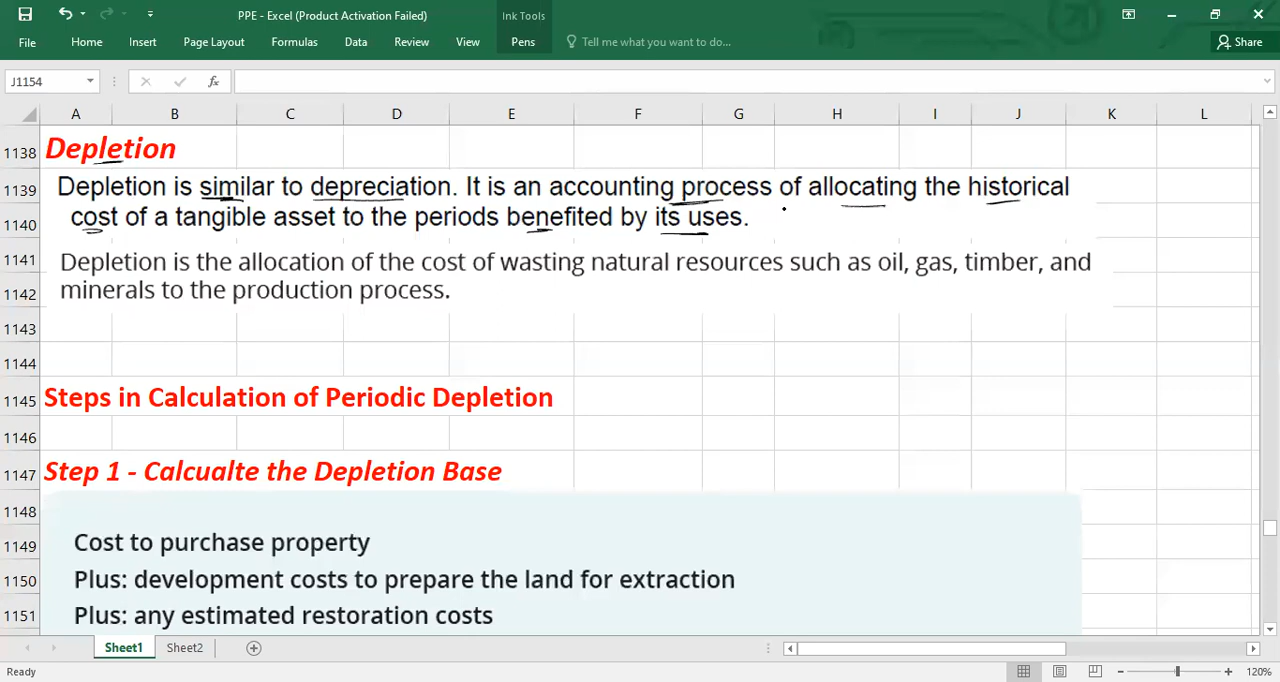 PPE - Excel (Product Activation Failed)
Ink Tools
File Home Insert Page Layout Formulas Data Review View Pens Tell me what you want to do... Share
J1154 fx
A B C D E F G H I J K L
1138 Depletion
1139 Depletion is similar to depreciation. It is an accounting process of allocating the historical
1140 cost of a tangible asset to the periods benefited by its uses.
1141 Depletion is the allocation of the cost of wasting natural resources such as oil, gas, timber, and
1142 minerals to the production process.
1143
1144
1145 Steps in Calculation of Periodic Depletion
1146
1147 Step 1 - Calcualte the Depletion Base
1148
1149 Cost to purchase property
1150 Plus: development costs to prepare the land for extraction
1151 Plus: any estimated restoration costs
Sheet1 Sheet2
Ready 120%